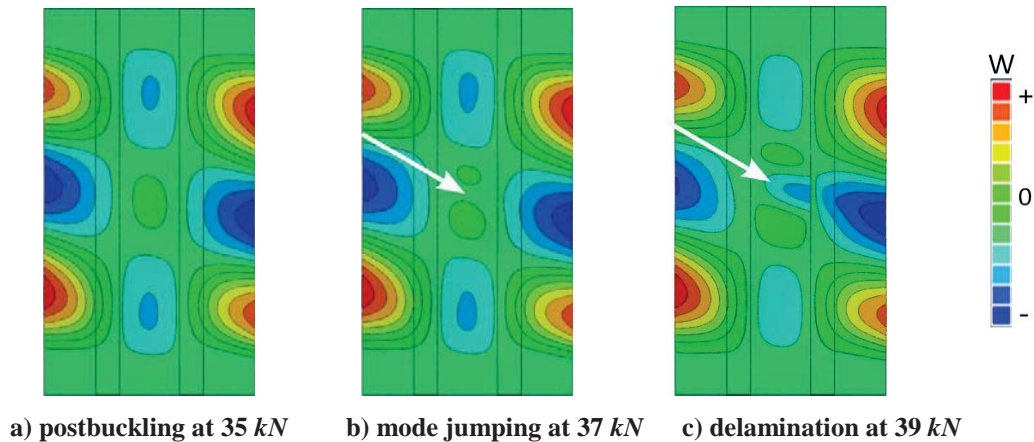 W
+
0
-
a) postbuckling at 35 kN
b) mode jumping at 37 kN
c) delamination at 39 kN